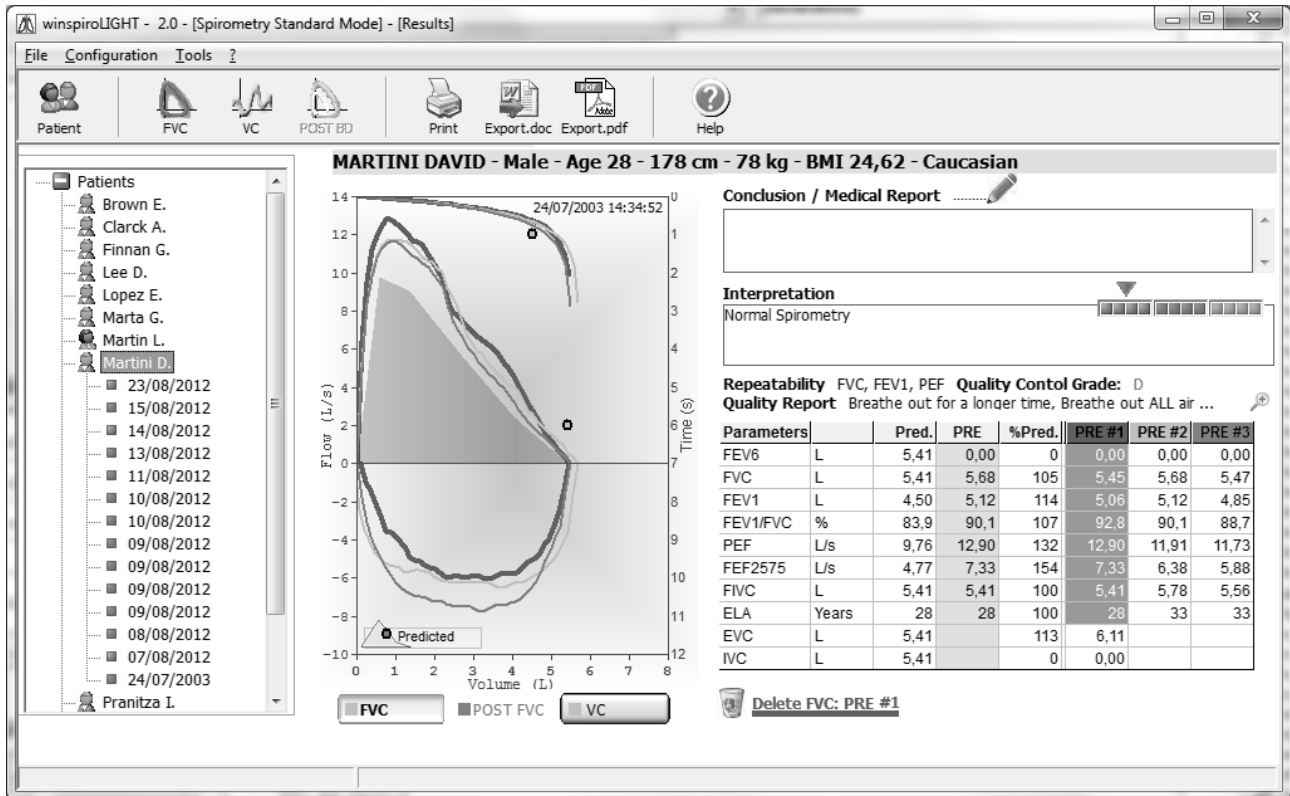 winspiroLIGHT - 2.0 - [Spirometry Standard Mode] - [Results]
File Configuration Tools ?
Patient FVC VC POST BD Print Export.doc Export.pdf Help
MARTINI DAVID - Male - Age 28 - 178 cm - 78 kg - BMI 24,62 - Caucasian
Patients
Brown E.
Clarck A.
Finnan G.
Lee D.
Lopez E.
Marta G.
Martin L.
Martini D.
23/08/2012
15/08/2012
14/08/2012
13/08/2012
11/08/2012
10/08/2012
10/08/2012
09/08/2012
09/08/2012
09/08/2012
09/08/2012
08/08/2012
07/08/2012
24/07/2003
Pranitza I.
24/07/2003 14:34:52
14
12
10
8
6
4
2
0
-2
-4
-6
-8
-10
Flow (L/s)
0
1
2
3
4
5
6
7
8
9
10
11
12
Time (s)
Predicted
0 1 2 3 4 5 6 7 8
Volume (L)
FVC POST FVC VC
Conclusion / Medical Report ..........
Interpretation
Normal Spirometry
Repeatability FVC, FEV1, PEF Quality Contol Grade: D
Quality Report Breathe out for a longer time, Breathe out ALL air ...
Parameters Pred. PRE %Pred. PRE #1 PRE #2 PRE #3
FEV6 L 5,41 0,00 0 0,00 0,00 0,00
FVC L 5,41 5,68 105 5,45 5,68 5,47
FEV1 L 4,50 5,12 114 5,06 5,12 4,85
FEV1/FVC % 83,9 90,1 107 92,8 90,1 88,7
PEF L/s 9,76 12,90 132 12,90 11,91 11,73
FEF2575 L/s 4,77 7,33 154 7,33 6,38 5,88
FIVC L 5,41 5,41 100 5,41 5,78 5,56
ELA Years 28 28 100 28 33 33
EVC L 5,41 113 6,11
IVC L 5,41 0 0,00
Delete FVC: PRE #1